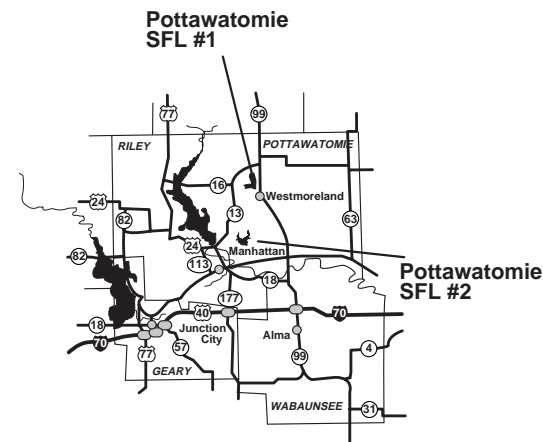 Pottawatomie
SFL #1
77
99
RILEY
POTTAWATOMIE
16
Westmoreland
24
82
13
63
24
Manhattan
82
113
Pottawatomie
SFL #2
18
177
40
70
18
Junction
City
Alma
70
77
57
99
4
GEARY
WABAUNSEE
31